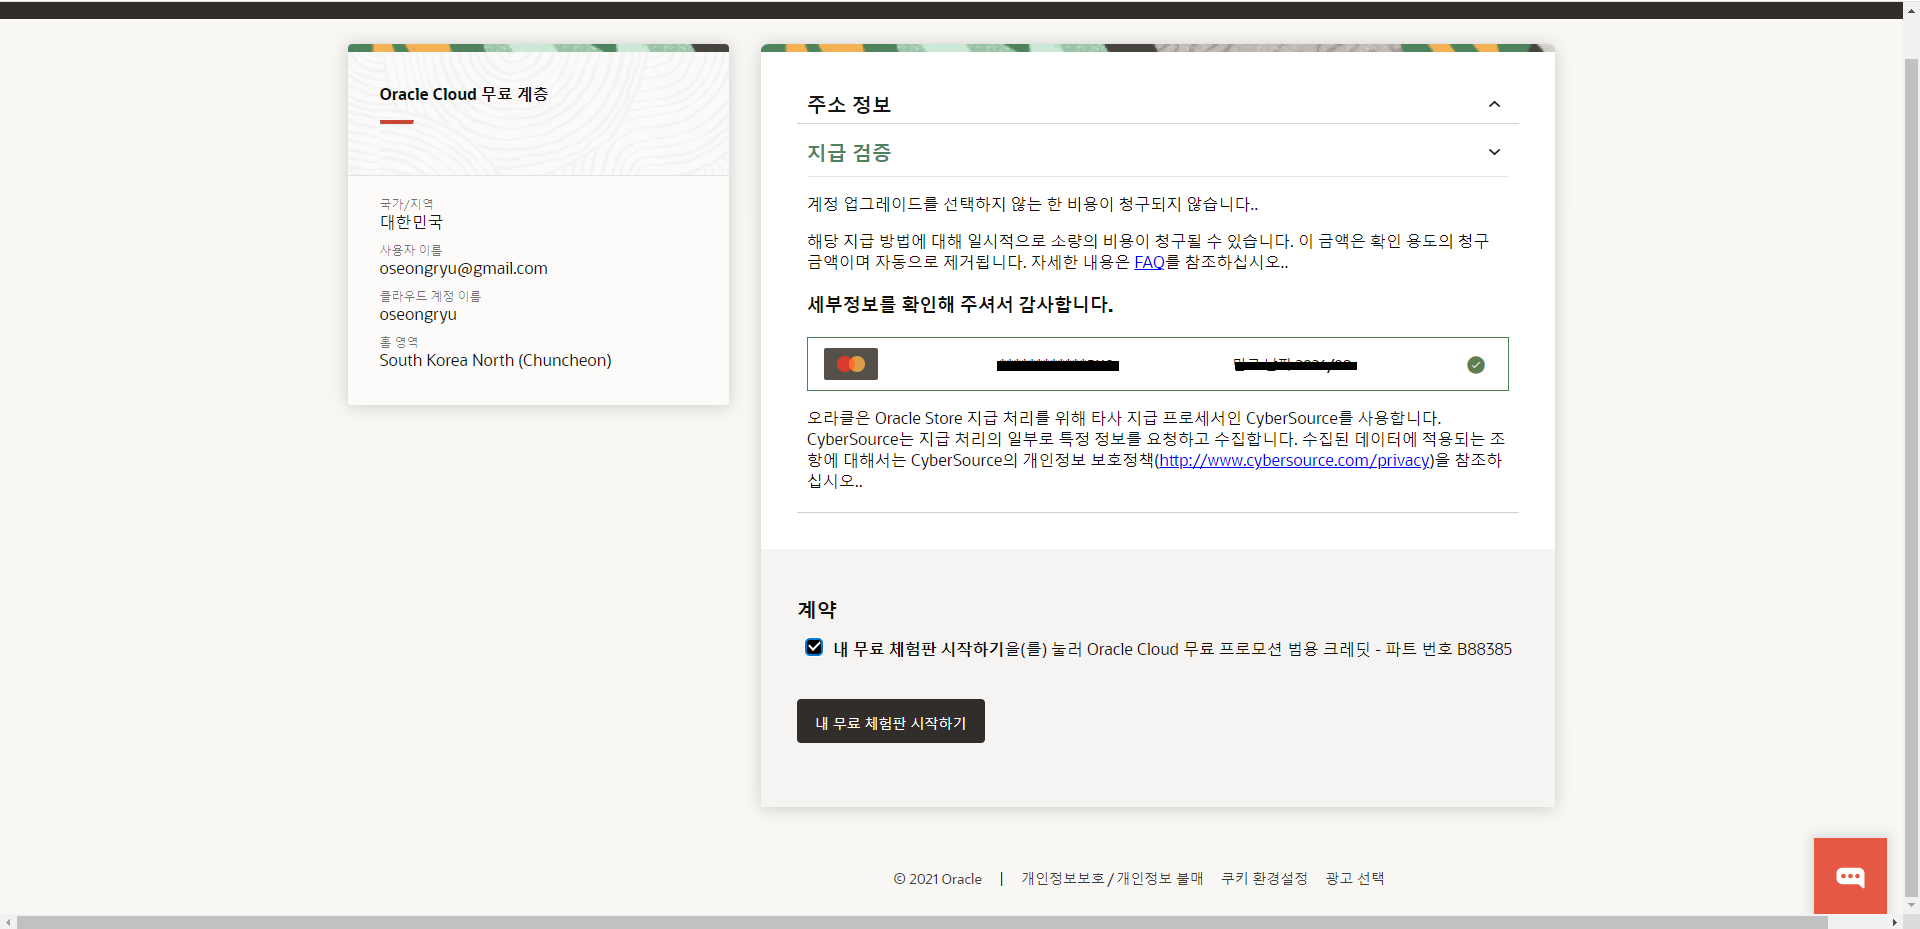 Oracle Cloud 무료 계층
국가/지역
대한민국
사용자 이름
oseongryu@gmail.com
클라우드 계정 이름
oseongryu
홈 영역
South Korea North (Chuncheon)
주소 정보
지급 검증
계정 업그레이드를 선택하지 않는 한 비용이 청구되지 않습니다..
해당 지급 방법에 대해 일시적으로 소량의 비용이 청구될 수 있습니다. 이 금액은 확인 용도의 청구
금액이며 자동으로 제거됩니다. 자세한 내용은 FAQ를 참조하십시오..
세부정보를 확인해 주셔서 감사합니다.
오라클은 Oracle Store 지급 처리를 위해 타사 지급 프로세서인 CyberSource를 사용합니다.
CyberSource는 지급 처리의 일부로 특정 정보를 요청하고 수집합니다. 수집된 데이터에 적용되는 조
항에 대해서는 CyberSource의 개인정보 보호정책(http://www.cybersource.com/privacy)을 참조하
십시오..
계약
내 무료 체험판 시작하기을(를) 눌러 Oracle Cloud 무료 프로모션 범용 크레딧 - 파트 번호 B88385
내 무료 체험판 시작하기
© 2021 Oracle | 개인정보보호/개인정보 불매 쿠키 환경설정 광고 선택